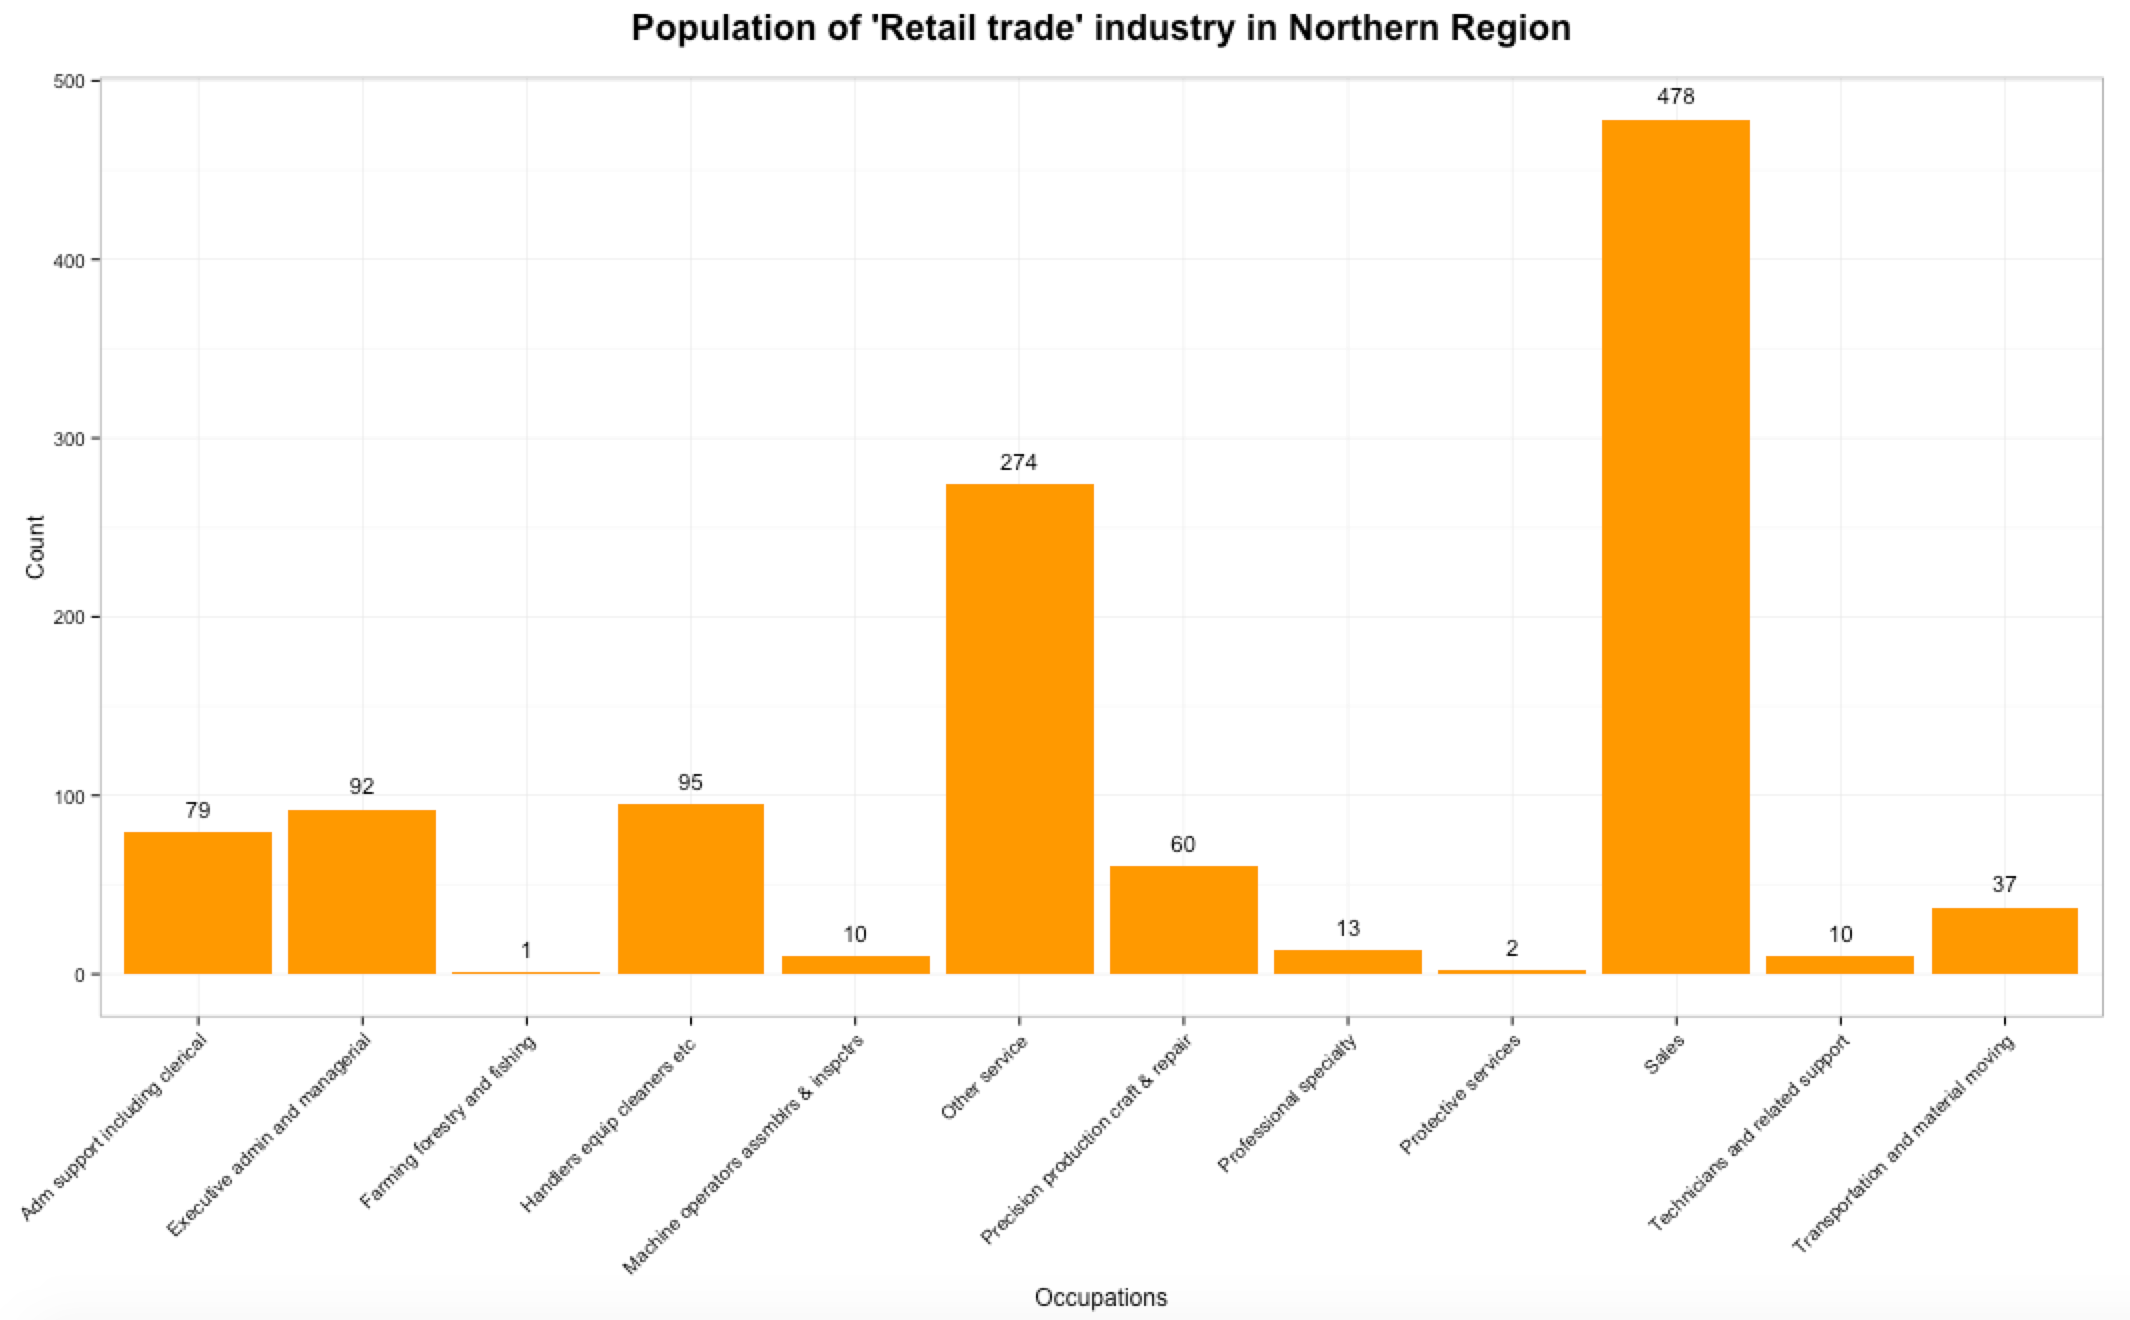 Population of 'Retail trade' industry in Northern Region
500
400
300
200
100
0
Count
79
92
1
95
10
274
60
13
2
478
10
37
Adm support including clerical
Executive admin and managerial
Farming forestry and fishing
Handlers equip cleaners etc
Machine operators assmblrs & inspctrs
Other service
Precision production craft & repair
Professional specialty
Protective services
Sales
Technicians and related support
Transportation and material moving
Occupations